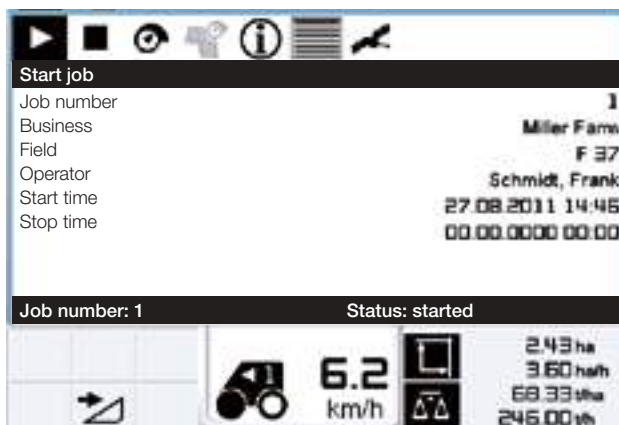 Start job
Job number 1
Business Miller Farm
Field F 37
Operator Schmidt, Frank
Start time 27.08.2011 14:46
Stop time 00.00.0000 00:00
Job number: 1 Status: started
2.43 ha
6.2 3.60 ha/h
km/h 68.33 t/ha
246.00 t/h